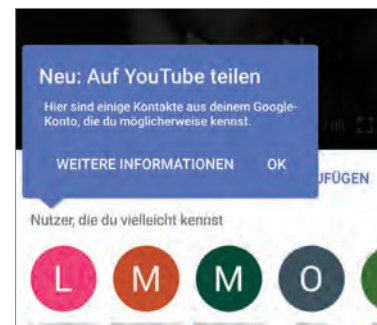 Neu: Auf YouTube teilen
Hier sind einige Kontakte aus deinem Google-
Konto, die du möglicherweise kennst.
WEITERE INFORMATIONEN OK
UFÜGEN
Nutzer, die du vielleicht kennst
L M M O